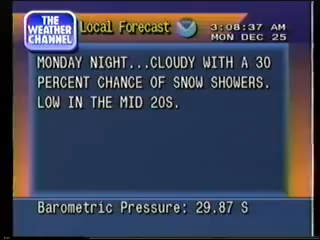 THE
WEATHER
CHANNEL
Local Forecast
3:08:37 AM
MON DEC 25
MONDAY NIGHT...CLOUDY WITH A 30
PERCENT CHANCE OF SNOW SHOWERS.
LOW IN THE MID 20S.
Barometric Pressure: 29.87 S